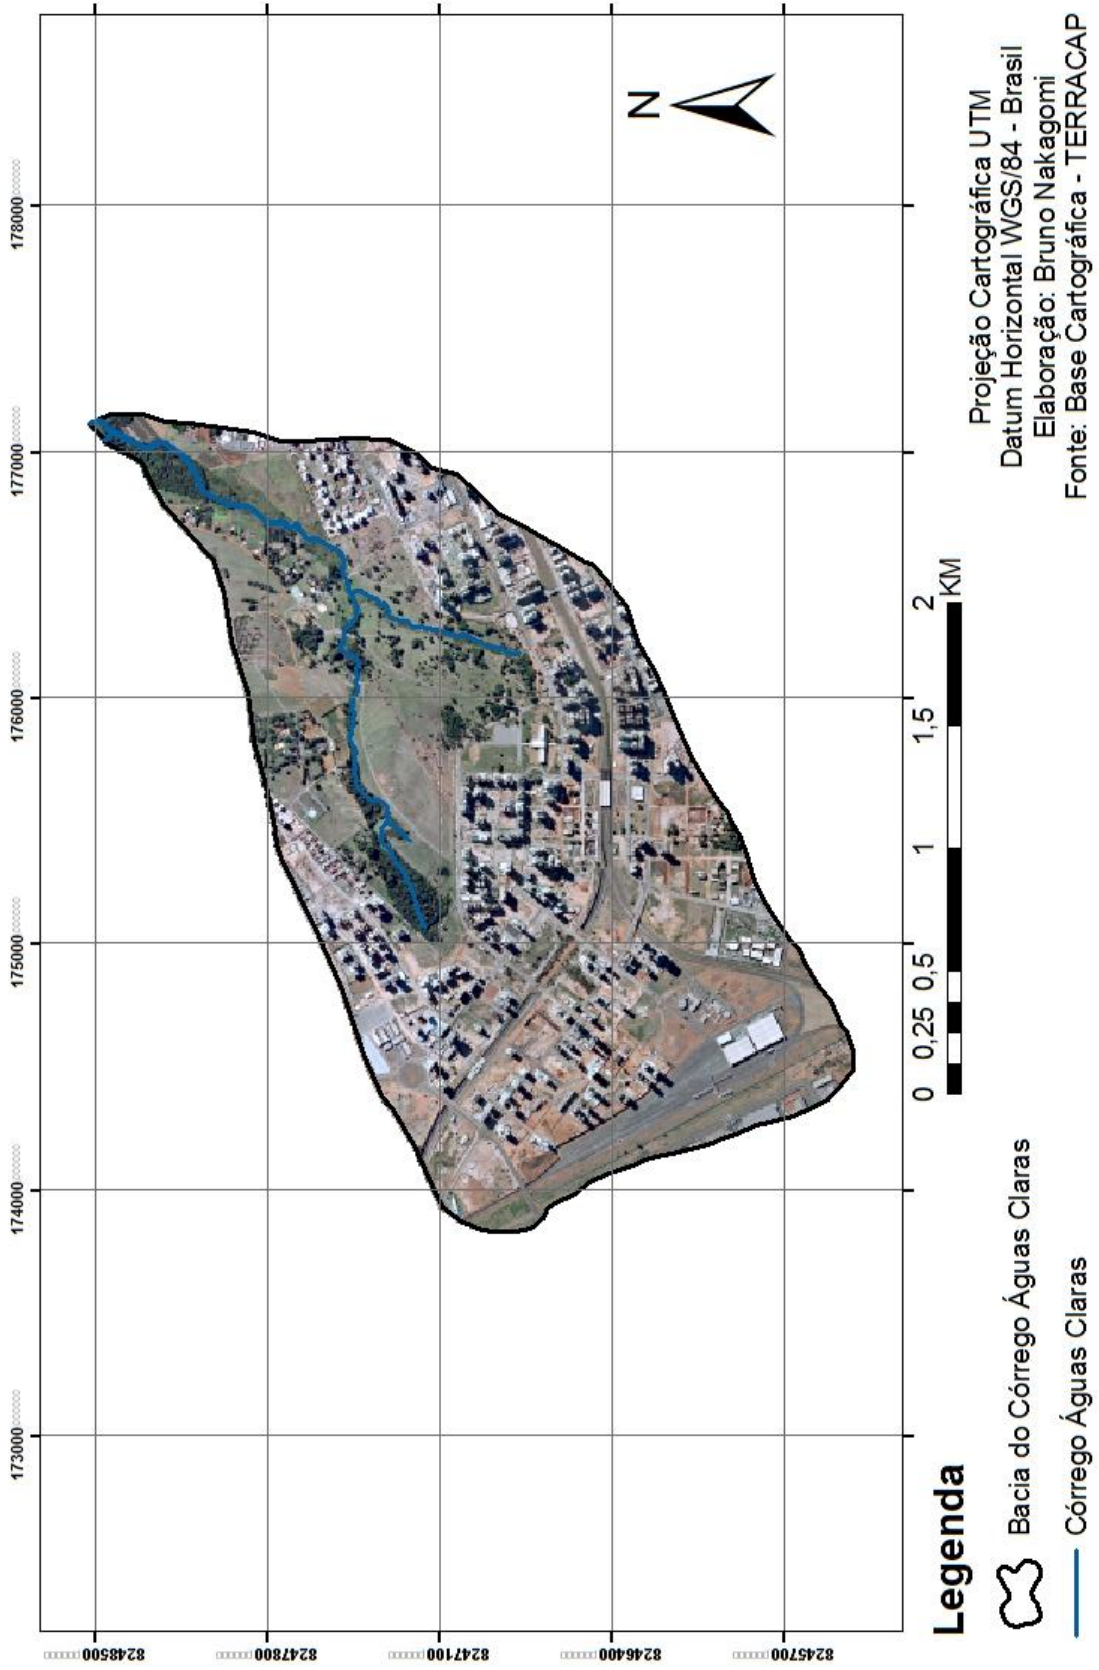 173000 174000 175000 176000 177000 178000
8248500
8247800
8247100
8246400
8245700
N
Legenda
Bacia do Córrego Águas Claras
Córrego Águas Claras
0 0,25 0,5 1 1,5 2
KM
Projeção Cartográfica UTM
Datum Horizontal WGS/84 - Brasil
Elaboração: Bruno Nakagomi
Fonte: Base Cartográfica - TERRACAP